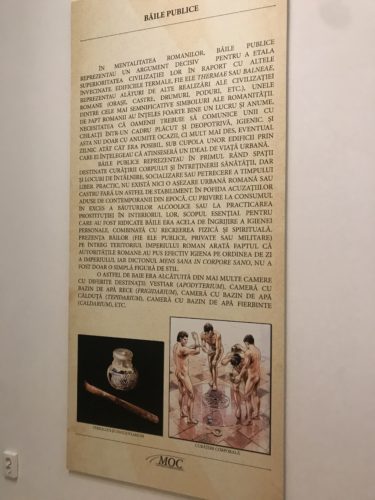 BĂILE PUBLICE
ÎN MENTALITATEA ROMANILOR, BĂILE PUBLICE
REPREZENTAU UN ARGUMENT DECISIV PENTRU A ETALA
SUPERIORITATEA CIVILIZAȚIEI LOR ÎN RAPORT CU ALTELE
ÎNVECINATE. EDIFICIILE TERMALE, FIE ELE THERMAE SAU BALNEAE,
REPREZENTAU ALĂTURI DE ALTE REALIZĂRI ALE CIVILIZAȚIEI
ROMANE (ORAȘE, CASTRE, DRUMURI, PODURI, ETC.), UNELE
DINTRE CELE MAI SEMNIFICATIVE SIMBOLURI ALE ROMANITĂȚII.
DE FAPT ROMANII AU ÎNȚELES FOARTE BINE UN LUCRU ȘI ANUME,
NECESITATEA CĂ OAMENII TREBUIE SĂ COMUNICE UNII CU
CEILALȚI ÎNTR-UN CADRU PLĂCUT ȘI DEOPOTRIVĂ, IGIENIC, ȘI
ASTA NU DOAR CU ANUMITE OCAZII, CI MULT MAI DES, EVENTUAL
ZILNIC ATÂT CÂT ERA POSIBIL, SUB CUPOLA UNOR EDIFICII PRIN
CARE EI ÎNȚELEGEAU CĂ ATINSESERĂ UN IDEAL DE VIAȚĂ URBANĂ.
BĂILE PUBLICE REPREZENTAU ÎN PRIMUL RÂND SPAȚII
DESTINATE CURĂȚIRII CORPULUI ȘI ÎNTREȚINERII SĂNĂTĂȚII, DAR
ȘI LOCURI DE ÎNTÂLNIRI, SOCIALIZARE SAU PETRECERE A TIMPULUI
LIBER. PRACTIC, NU EXISTĂ NICI O AȘEZARE URBANĂ ROMANĂ SAU
CASTRU FĂRĂ UN ASTFEL DE STABILIMENT. ÎN POFIDA ACUZAȚIILOR
ADUSE DE CONTEMPORANII DIN EPOCĂ, CU PRIVIRE LA CONSUMUL
ÎN EXCES A BĂUTURILOR ALCOOLICE SAU LA PRACTICAREA
PROSTITUȚIEI ÎN INTERIORUL LOR, SCOPUL ESENȚIAL PENTRU
CARE AU FOST RIDICATE BĂILE ERA ACELA DE ÎNGRIJIRE A IGIENEI
PERSONALE, COMBINATĂ CU RECREEREA FIZICĂ ȘI SPIRITUALĂ.
PREZENȚA BĂILOR (FIE ELE PUBLICE, PRIVATE SAU MILITARE)
PE ÎNTREG TERITORIUL IMPERIULUI ROMAN ARATĂ FAPTUL CĂ
AUTORITĂȚILE ROMANE AU PUS EFECTIV IGIENA PE ORDINEA DE ZI
A IMPERIULUI, IAR DICTONUL MENS SANA IN CORPORE SANO, NU A
FOST DOAR O SIMPLĂ FIGURĂ DE STIL.
O ASTFEL DE BAIE ERA ALCĂTUITĂ DIN MAI MULTE CAMERE
CU DIFERITE DESTINAȚII: VESTIAR (APODYTERIUM), CAMERĂ CU
BAZIN DE APĂ RECE (FRIGIDARIUM), CAMERĂ CU BAZIN DE APĂ
CĂLDUȚĂ (TEPIDARIUM), CAMERĂ CU BAZIN DE APĂ FIERBINTE
(CALDARIUM), ETC.
CURĂȚIRE CORPORALĂ
MOC
2